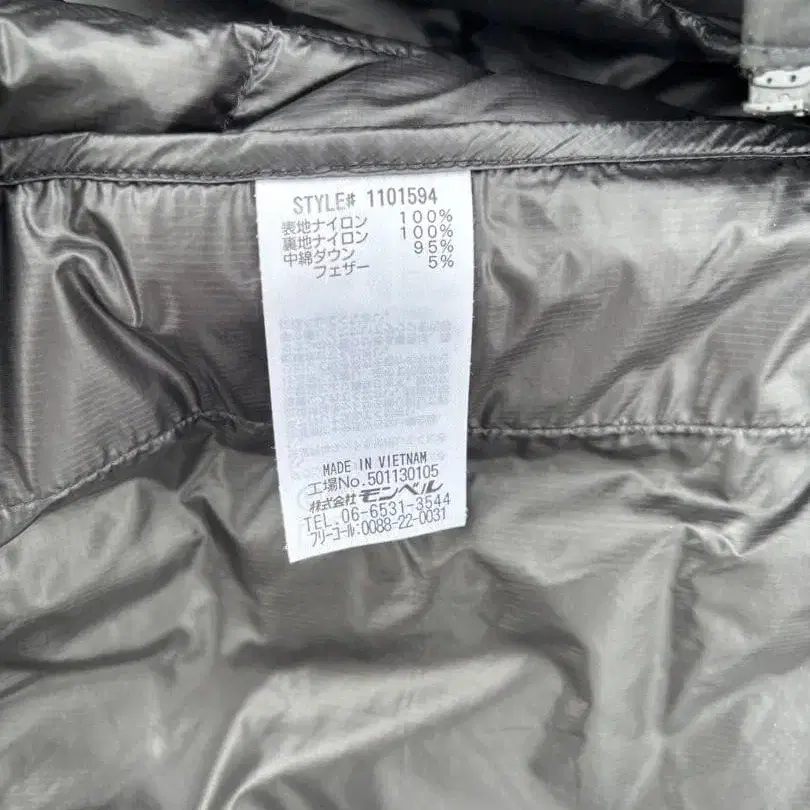 STYLE# 1101594
表地ナイロン 100%
裏地ナイロン 100%
中綿ダウン 95%
フェザー 5%
MADE IN VIETNAM
工場No.501130105
株式会社モンベル
TEL.06-6531-3544
フリーコール:0088-22-0031